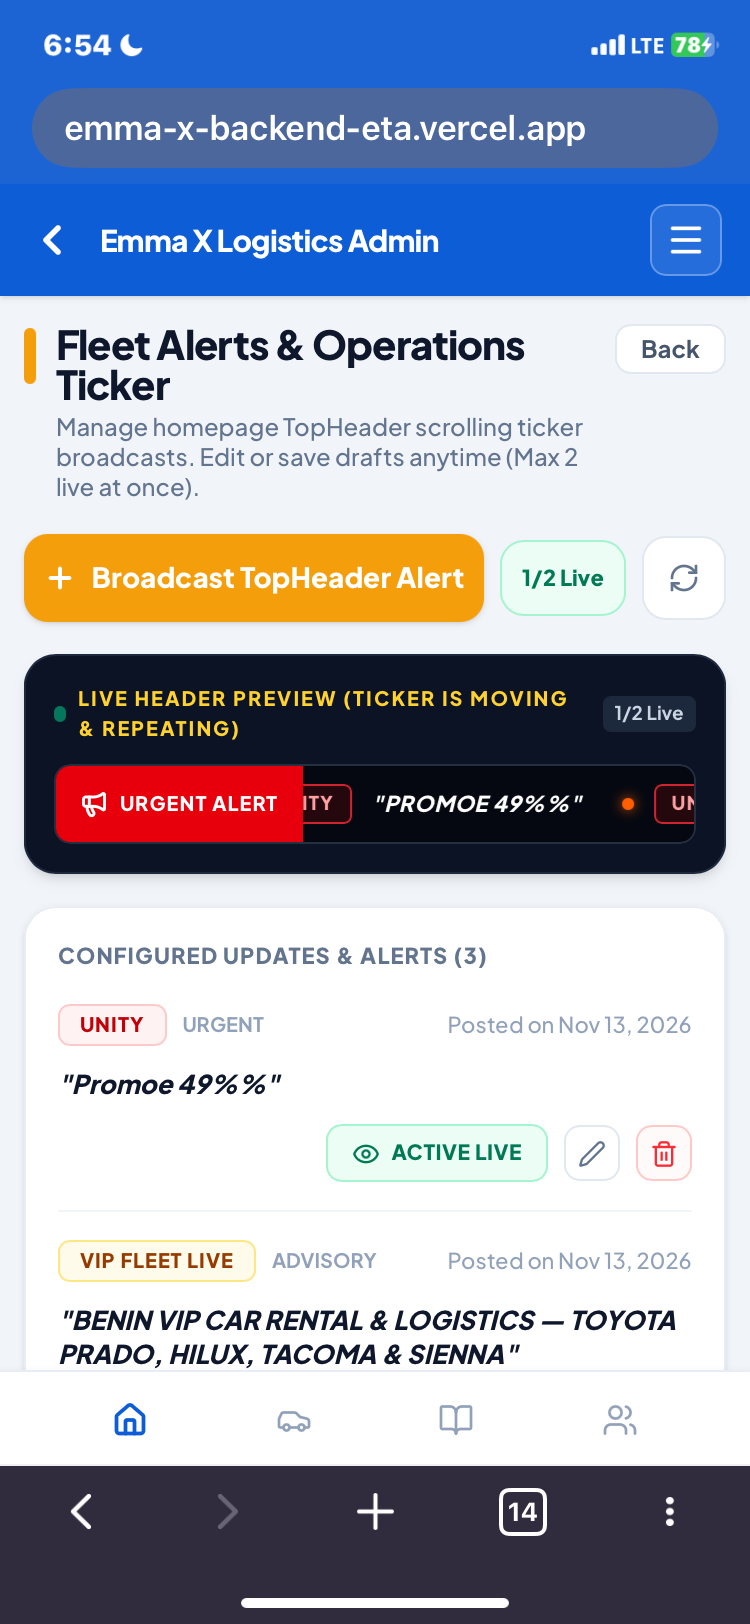 6:54
LTE
78
emma-x-backend-eta.vercel.app
Emma X Logistics Admin
Fleet Alerts & Operations
Ticker
Back
Manage homepage TopHeader scrolling ticker
broadcasts. Edit or save drafts anytime (Max 2
live at once).
+ Broadcast TopHeader Alert
1/2 Live
LIVE HEADER PREVIEW (TICKER IS MOVING
& REPEATING)
1/2 Live
URGENT ALERT
ITY
"PROMOE 49%%"
UN
CONFIGURED UPDATES & ALERTS (3)
UNITY
URGENT
Posted on Nov 13, 2026
"Promoe 49%%"
ACTIVE LIVE
VIP FLEET LIVE
ADVISORY
Posted on Nov 13, 2026
"BENIN VIP CAR RENTAL & LOGISTICS — TOYOTA
PRADO, HILUX, TACOMA & SIENNA"
14